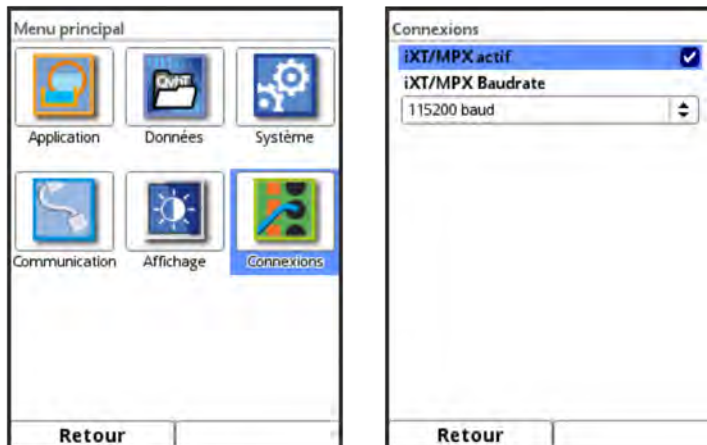 Menu principal
Application Données Système
Communication Affichage Connexions
Retour
Connexions
iXT/MPX actif
iXT/MPX Baudrate
115200 baud
Retour